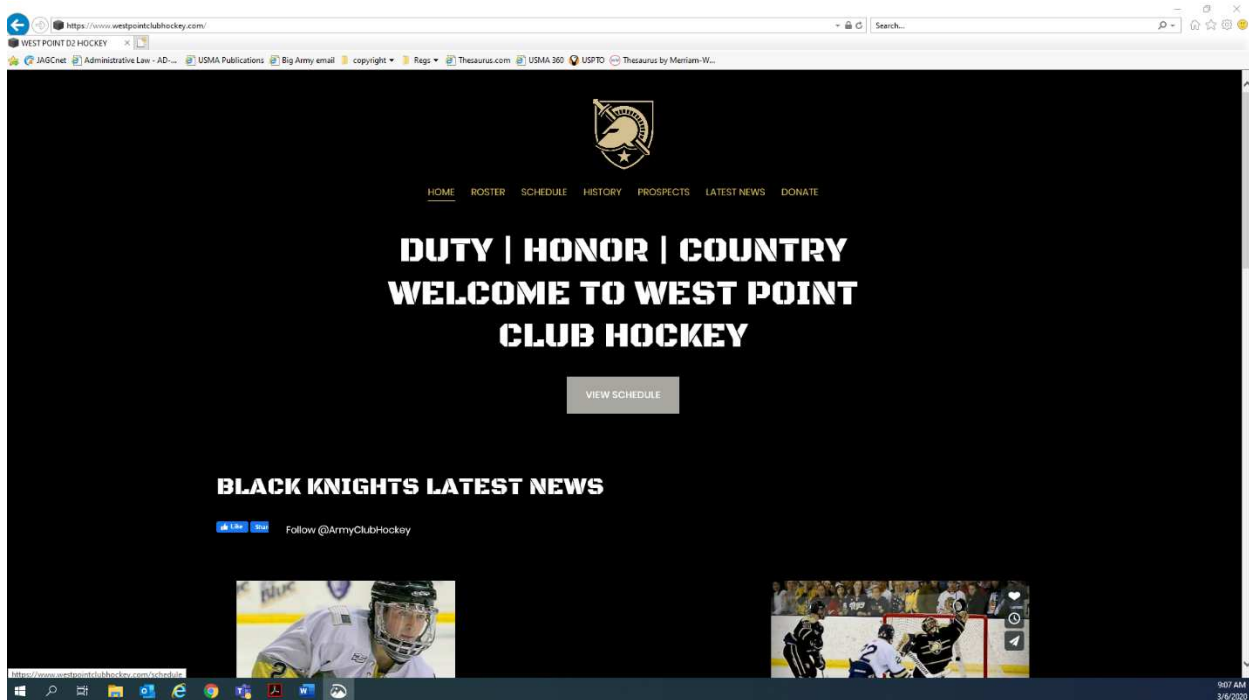 https://www.westpointclubhockey.com/
Search...
WEST POINT D2 HOCKEY
JAGCnet
Administrative Law - AD-...
USMA Publications
Big Army email
copyright
Regs
Thesaurus.com
USMA 360
USPTO
Thesaurus by Merriam-W...
HOME ROSTER SCHEDULE HISTORY PROSPECTS LATEST NEWS DONATE
DUTY | HONOR | COUNTRY
WELCOME TO WEST POINT
CLUB HOCKEY
VIEW SCHEDULE
BLACK KNIGHTS LATEST NEWS
Like
Shar
Follow @ArmyClubHockey
https://www.westpointclubhockey.com/schedule
9:07 AM
3/6/2020